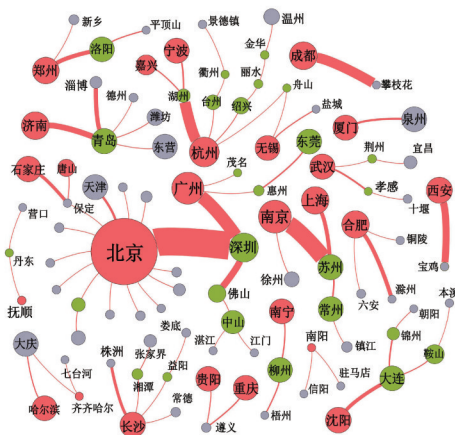 新乡
平顶山
洛阳
郑州
宁波
嘉兴
景德镇
温州
金华
成都
攀枝花
淄博
德州
潍坊
济南
青岛
东营
湖州
衢州
丽水
台州
绍兴
舟山
杭州
盐城
无锡
东莞
厦门
泉州
荆州
宜昌
武汉
孝感
十堰
石家庄
唐山
天津
保定
营口
茂名
广州
惠州
西安
宝鸡
北京
深圳
南京
上海
合肥
铜陵
丹东
抚顺
徐州
苏州
六安
滁州
本溪
佛山
常州
镇江
朝阳
锦州
鞍山
大庆
七台河
齐齐哈尔
哈尔滨
株洲
张家界
娄底
益阳
湘潭
常德
长沙
中山
湛江
江门
南宁
南阳
信阳
驻马店
大连
沈阳
贵阳
重庆
遵义
柳州
梧州